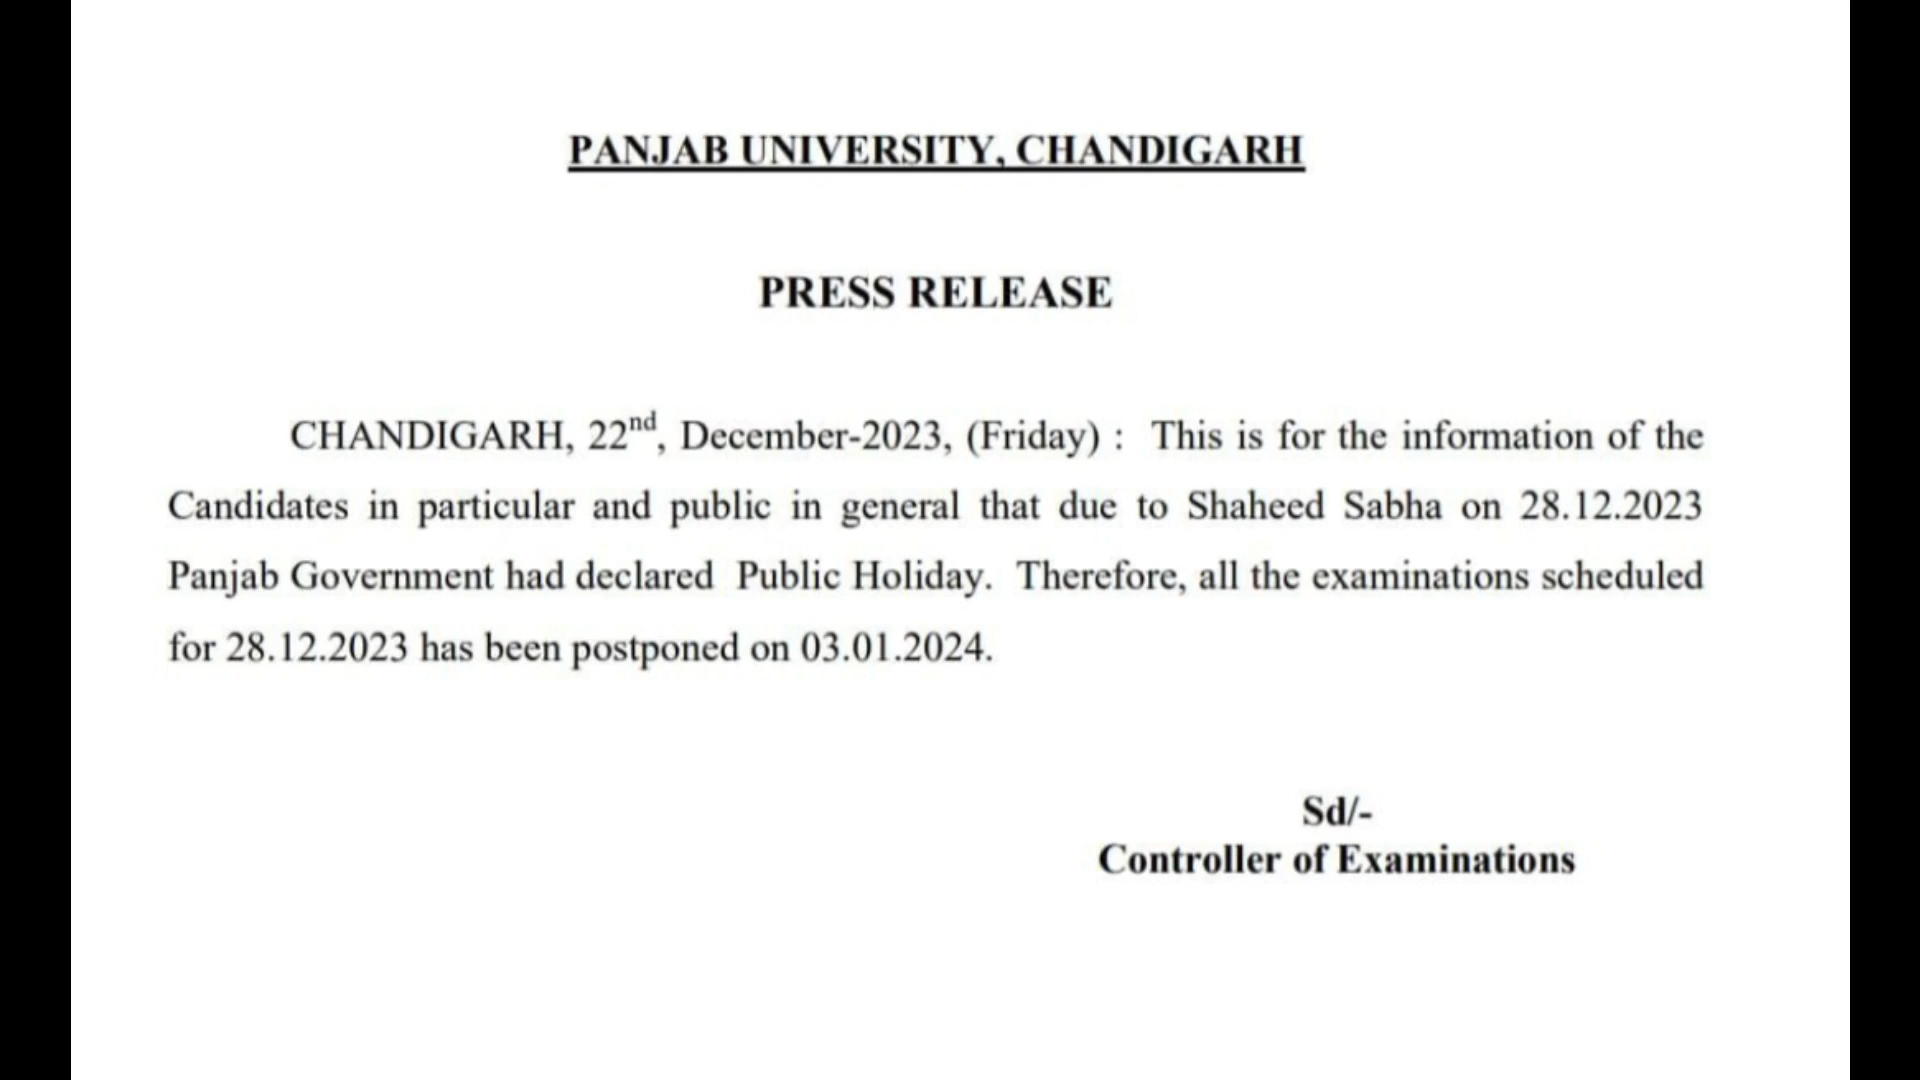 PANJAB UNIVERSITY, CHANDIGARH
PRESS RELEASE
CHANDIGARH, 22nd, December-2023, (Friday) : This is for the information of the
Candidates in particular and public in general that due to Shaheed Sabha on 28.12.2023
Panjab Government had declared Public Holiday. Therefore, all the examinations scheduled
for 28.12.2023 has been postponed on 03.01.2024.
Sd/-
Controller of Examinations